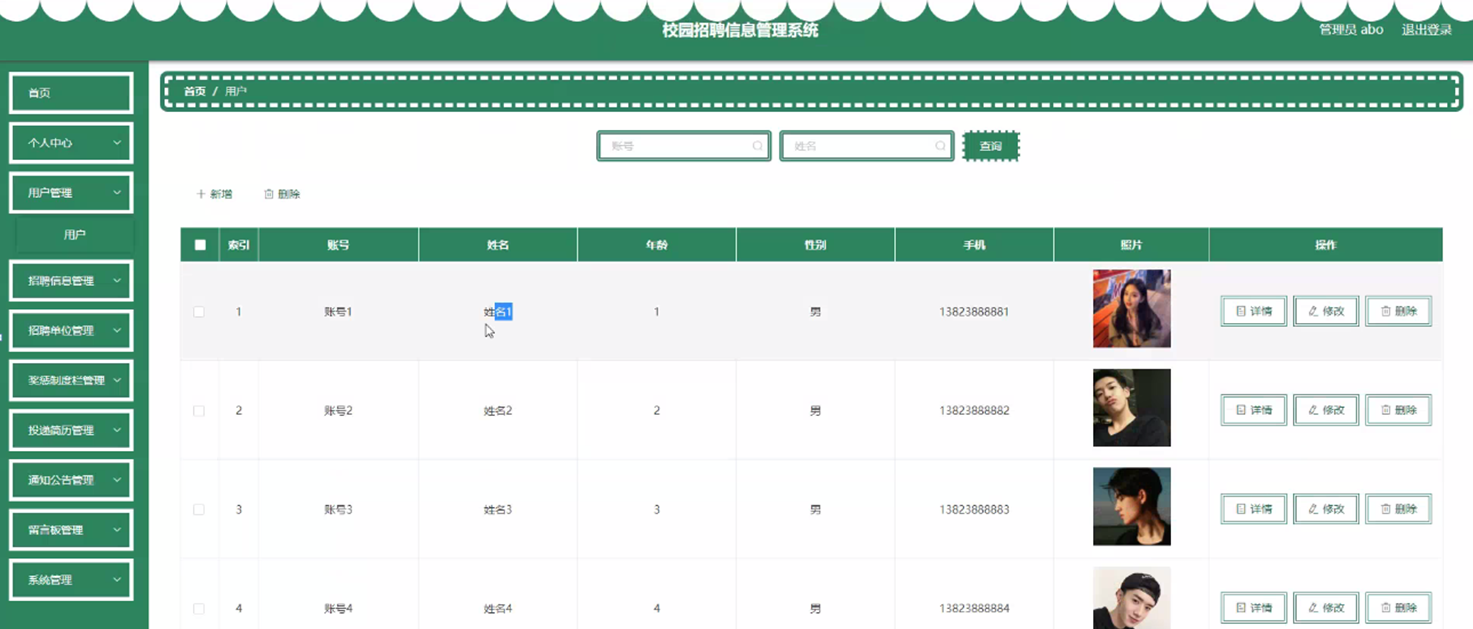 校园招聘信息管理系统
管理员 abo 退出登录
首页
个人中心
用户管理
用户
招聘信息管理
招聘单位管理
奖惩制度栏管理
投递简历管理
通知公告管理
留言板管理
系统管理
首页 / 用户
账号 姓名 查询
新增 删除
索引 账号 姓名 年龄 性别 手机 照片 操作
1 账号1 姓名1 1 男 13823888881 详情 修改 删除
2 账号2 姓名2 2 男 13823888882 详情 修改 删除
3 账号3 姓名3 3 男 13823888883 详情 修改 删除
4 账号4 姓名4 4 男 13823888884 详情 修改 删除